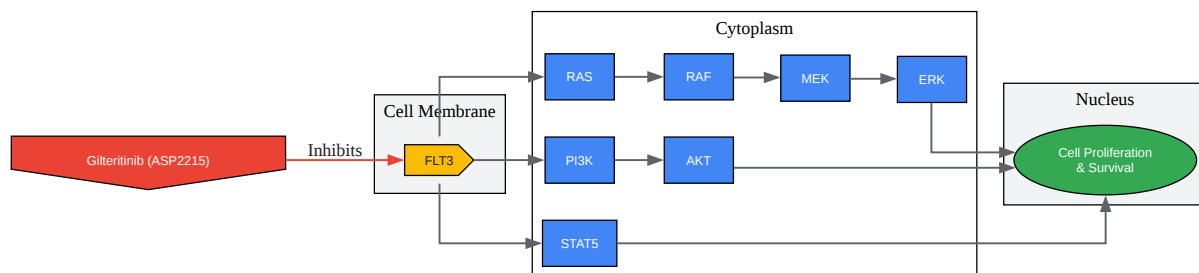 Cytoplasm
RAS
RAF
MEK
ERK
Cell Membrane
Nucleus
Gilteritinib (ASP2215)
Inhibits
FLT3
PI3K
AKT
Cell Proliferation
& Survival
STAT5